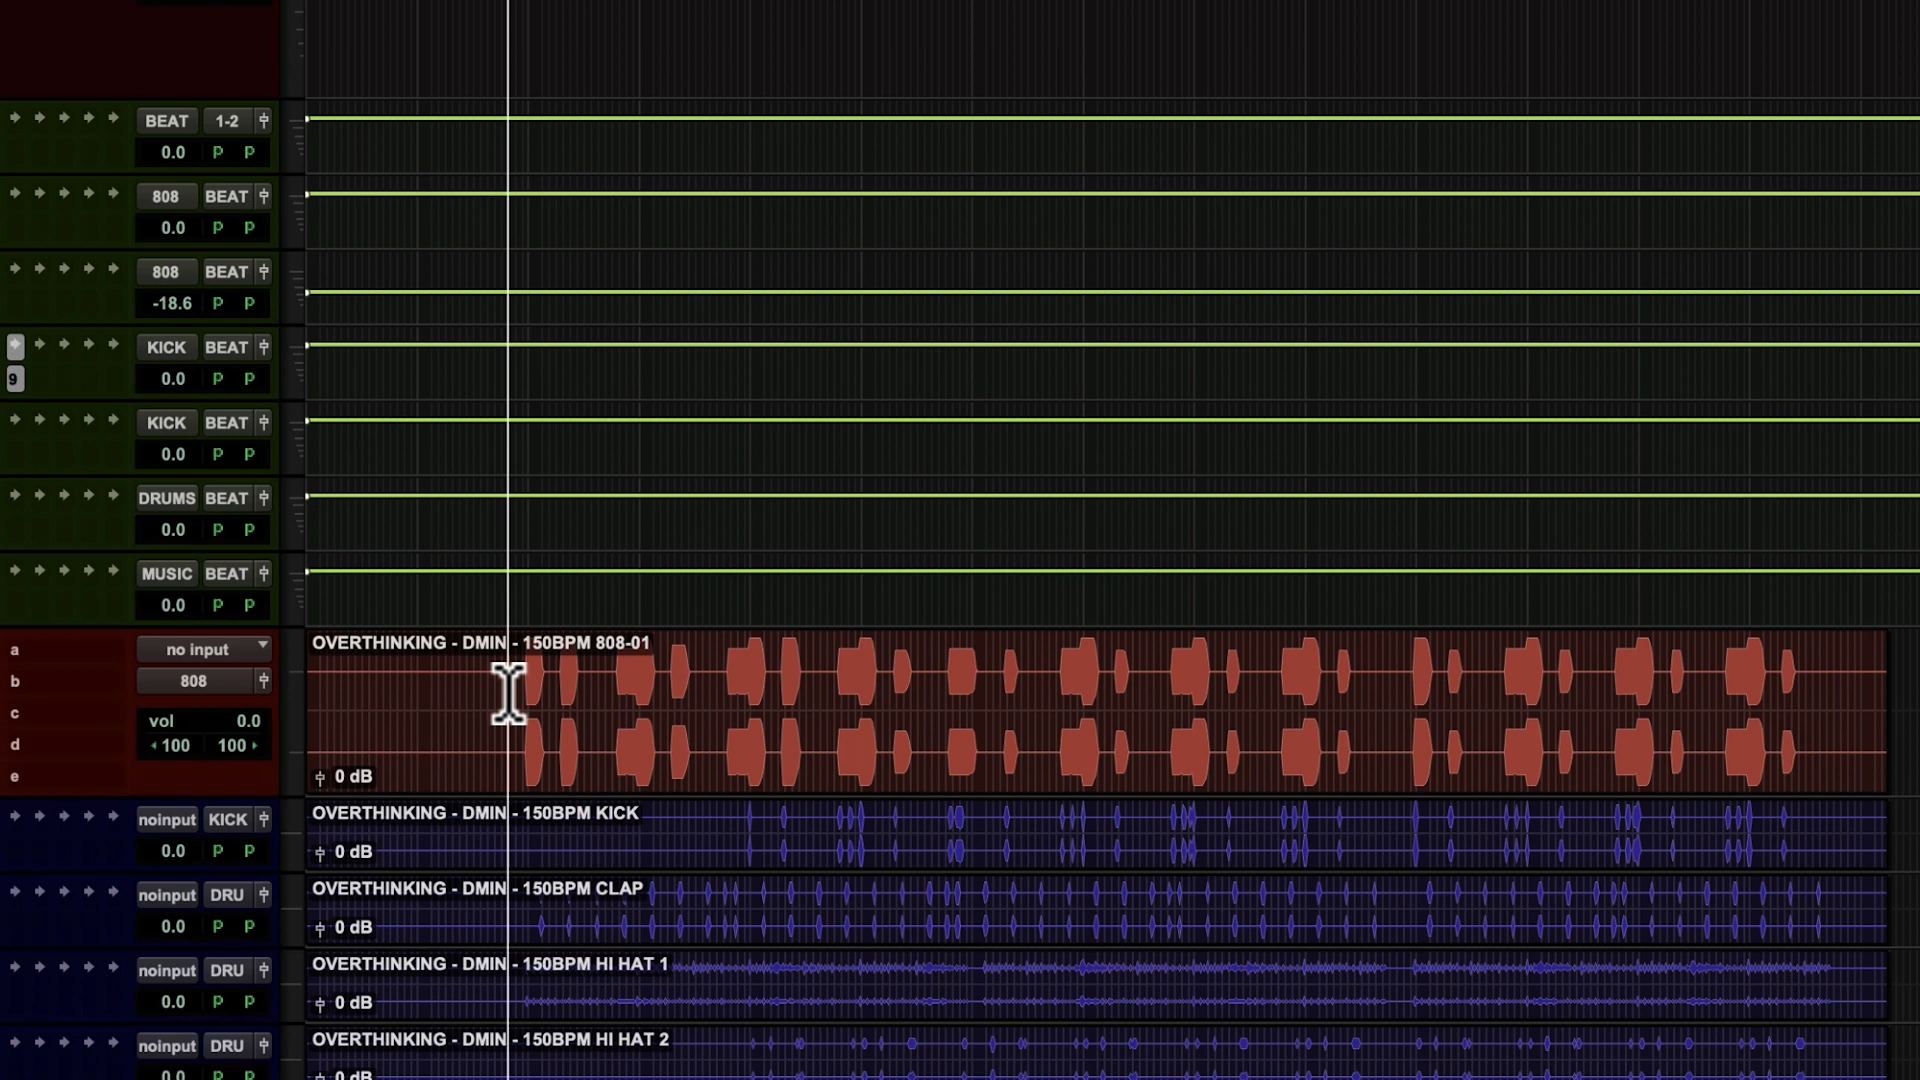 BEAT 1-2
0.0 p p
808 BEAT
0.0 p p
808 BEAT
-18.6 p p
KICK BEAT
9 0.0 p p
KICK BEAT
0.0 p p
DRUMS BEAT
0.0 p p
MUSIC BEAT
0.0 p p
a no input OVERTHINKING - DMIN - 150BPM 808-01
b 808
c vol 0.0
d 100 100
e 0 dB
noinput KICK OVERTHINKING - DMIN - 150BPM KICK
0.0 p p 0 dB
noinput DRU OVERTHINKING - DMIN - 150BPM CLAP
0.0 p p 0 dB
noinput DRU OVERTHINKING - DMIN - 150BPM HI HAT 1
0.0 p p 0 dB
noinput DRU OVERTHINKING - DMIN - 150BPM HI HAT 2
0.0 p p 0 dB